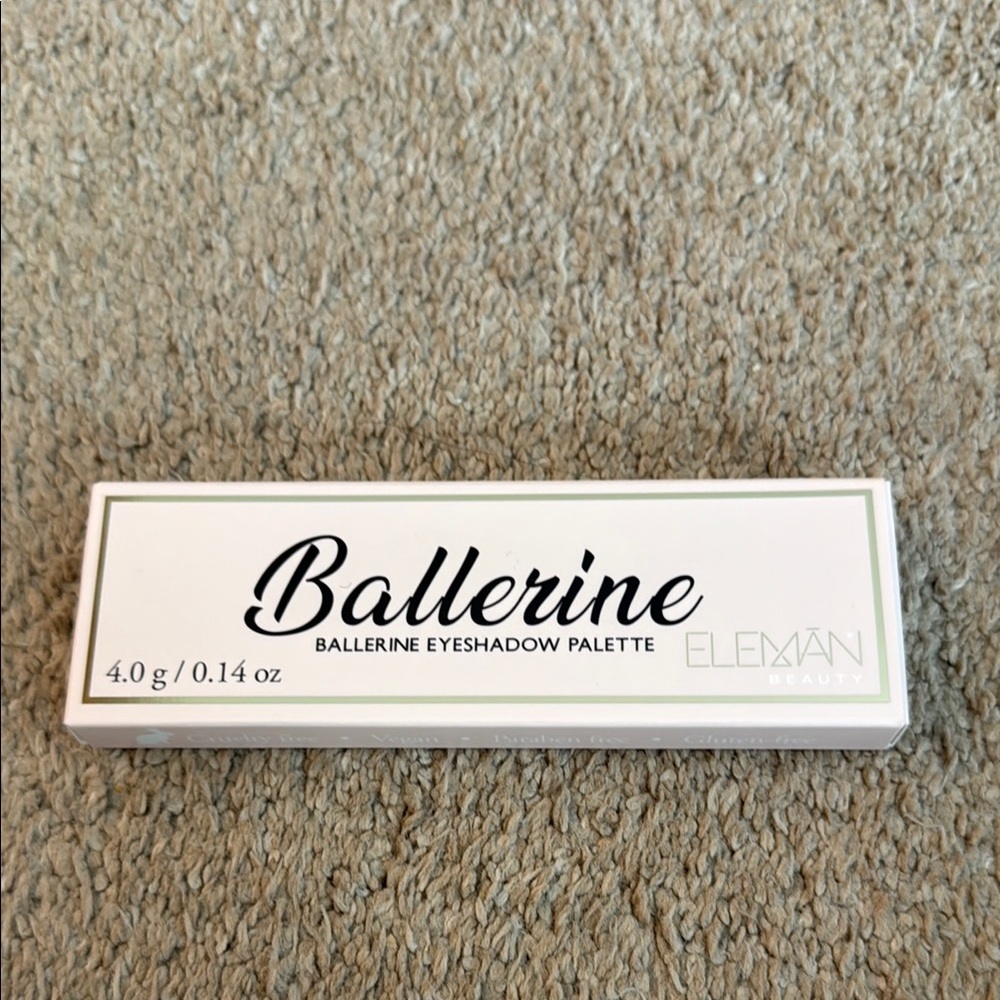 Ballerine
BALLERINE EYESHADOW PALETTE
4.0 g / 0.14 oz
ELEMĀN
BEAUTY
Cruelty free • Vegan • Paraben free • Gluten-free